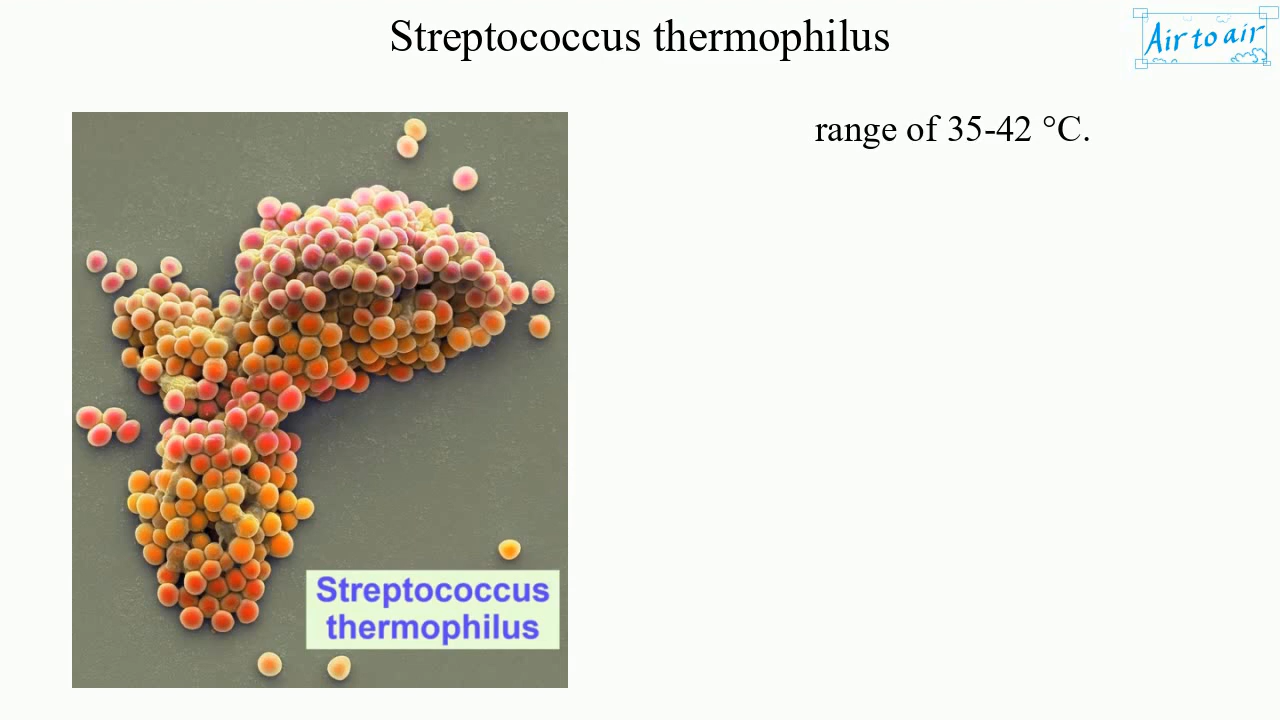 Streptococcus thermophilus
Air to air
range of 35-42 °C.
Streptococcus
thermophilus